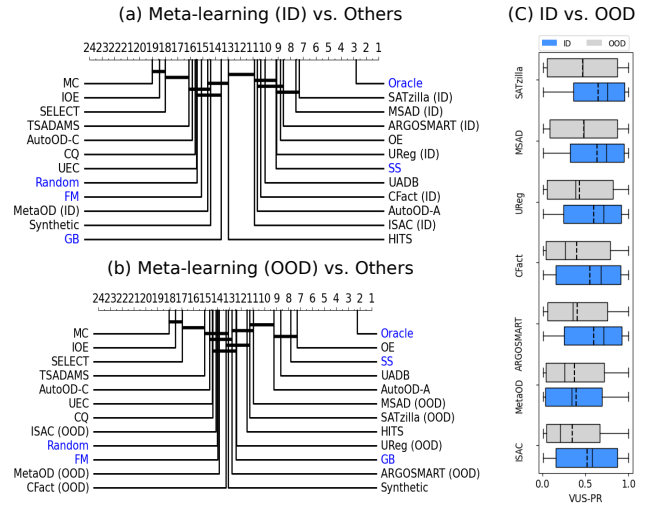 (a) Meta-learning (ID) vs. Others
24 23 22 21 20 19 18 17 16 15 14 13 12 11 10 9 8 7 6 5 4 3 2 1
MC Oracle
IOE SATzilla (ID)
SELECT MSAD (ID)
TSADAMS ARGOSMART (ID)
AutoOD-C OE
CQ UReg (ID)
UEC SS
Random UADB
FM CFact (ID)
MetaOD (ID) AutoOD-A
Synthetic ISAC (ID)
GB HITS
(b) Meta-learning (OOD) vs. Others
24 23 22 21 20 19 18 17 16 15 14 13 12 11 10 9 8 7 6 5 4 3 2 1
MC Oracle
IOE OE
SELECT SS
TSADAMS UADB
AutoOD-C AutoOD-A
UEC MSAD (OOD)
CQ SATzilla (OOD)
ISAC (OOD) HITS
Random UReg (OOD)
FM GB
MetaOD (OOD) ARGOSMART (OOD)
CFact (OOD) Synthetic
(C) ID vs. OOD
ID OOD
SATzilla
MSAD
UReg
CFact
ARGOSMART
MetaOD
ISAC
0.0 0.5 1.0
VUS-PR